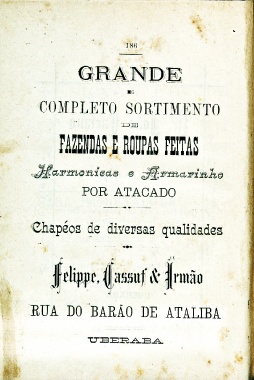 186
GRANDE
E
COMPLETO SORTIMENTO
DE
FAZENDAS E ROUPAS FEITAS
Harmonicas e Armarinho
POR ATACADO
Chapéos de diversas qualidades
Felippe, Cassuf & Irmão
RUA DO BARÃO DE ATALIBA
UBERABA